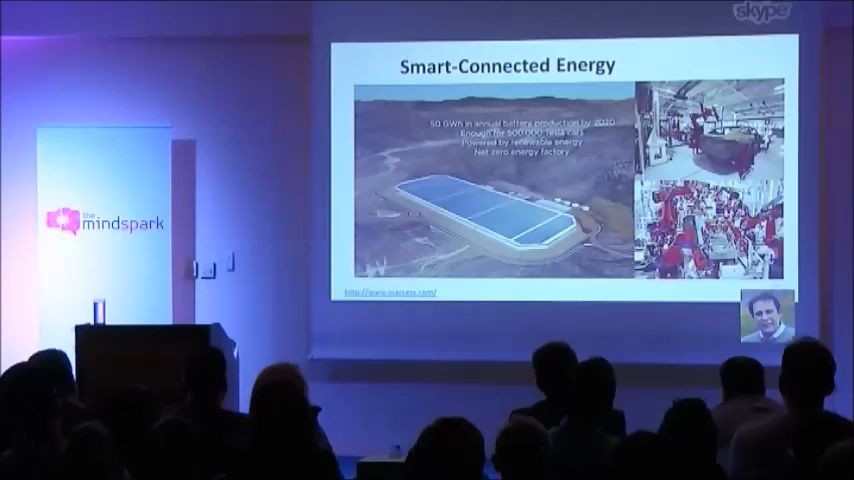 skype
Smart-Connected Energy
50 GWh in annual battery production by 2020
Enough for 500,000 Tesla cars
Powered by renewable energy
Net zero energy factory
the
mindspark